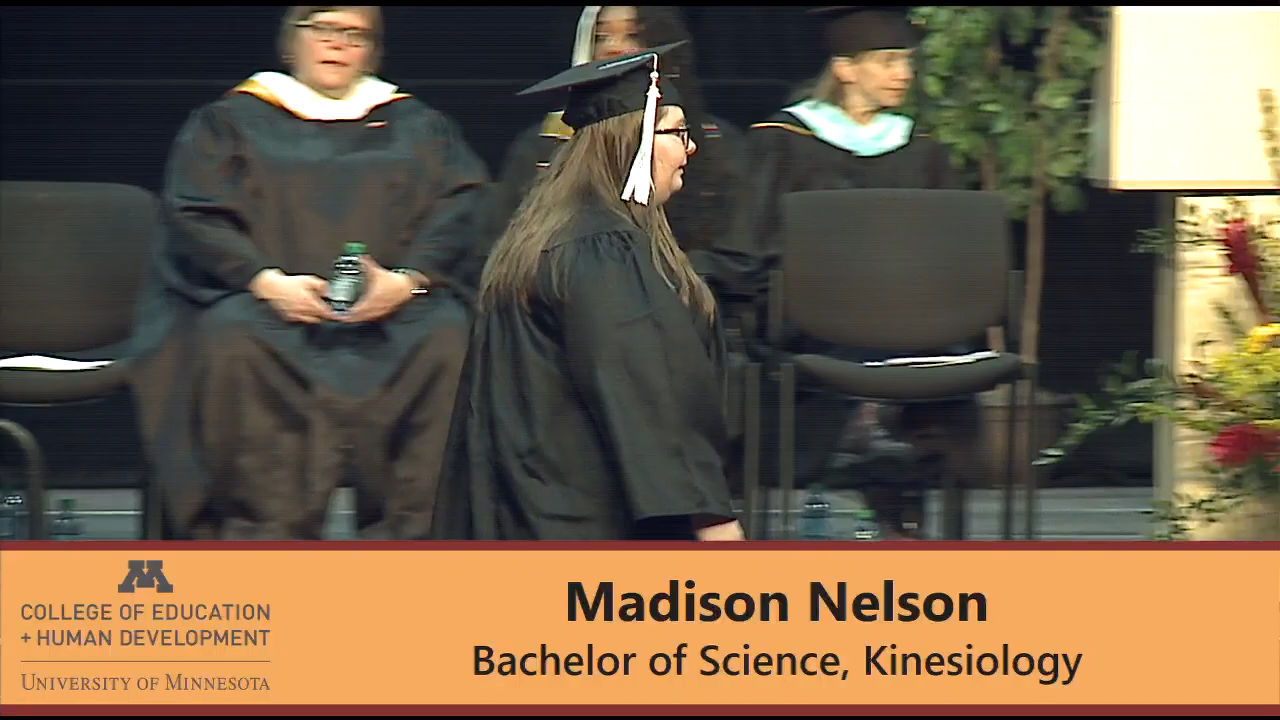 M
COLLEGE OF EDUCATION
+ HUMAN DEVELOPMENT
UNIVERSITY OF MINNESOTA
Madison Nelson
Bachelor of Science, Kinesiology